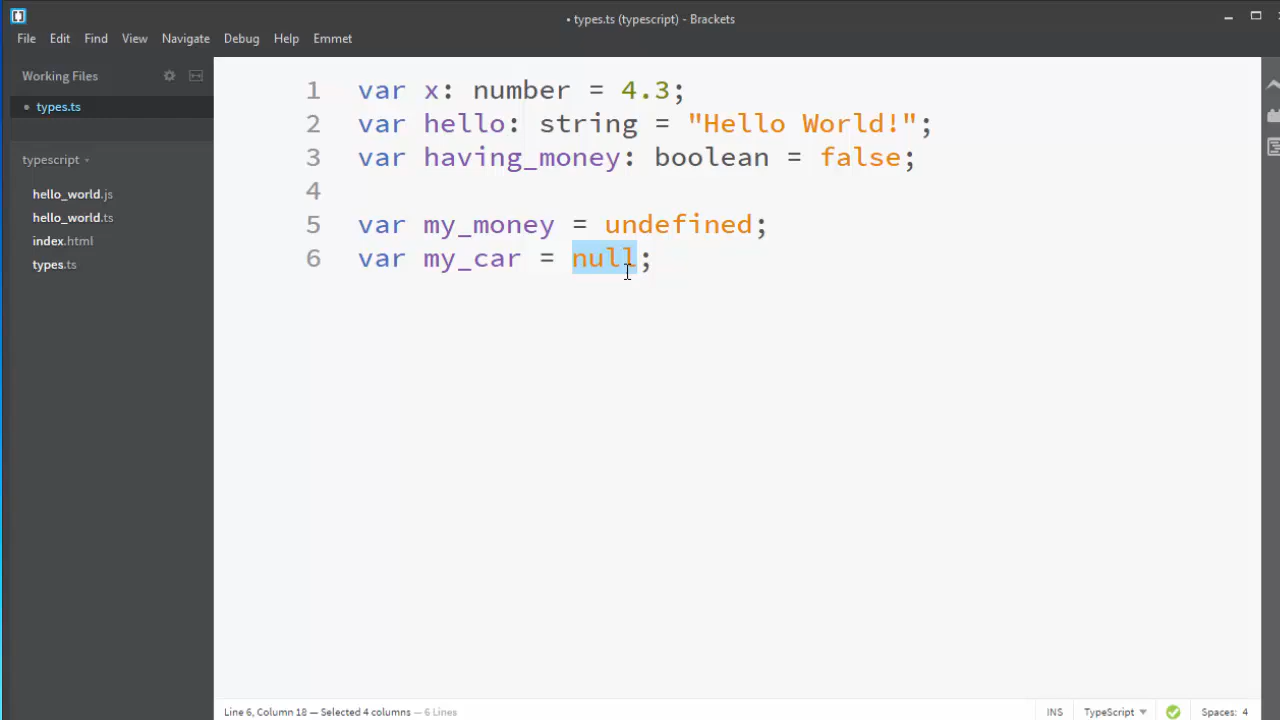 • types.ts (typescript) - Brackets
File Edit Find View Navigate Debug Help Emmet
Working Files
• types.ts
typescript
hello_world.js
hello_world.ts
index.html
types.ts
1 var x: number = 4.3;
2 var hello: string = "Hello World!";
3 var having_money: boolean = false;
4
5 var my_money = undefined;
6 var my_car = null;
Line 6, Column 18 — Selected 4 columns — 6 Lines
INS TypeScript Spaces: 4